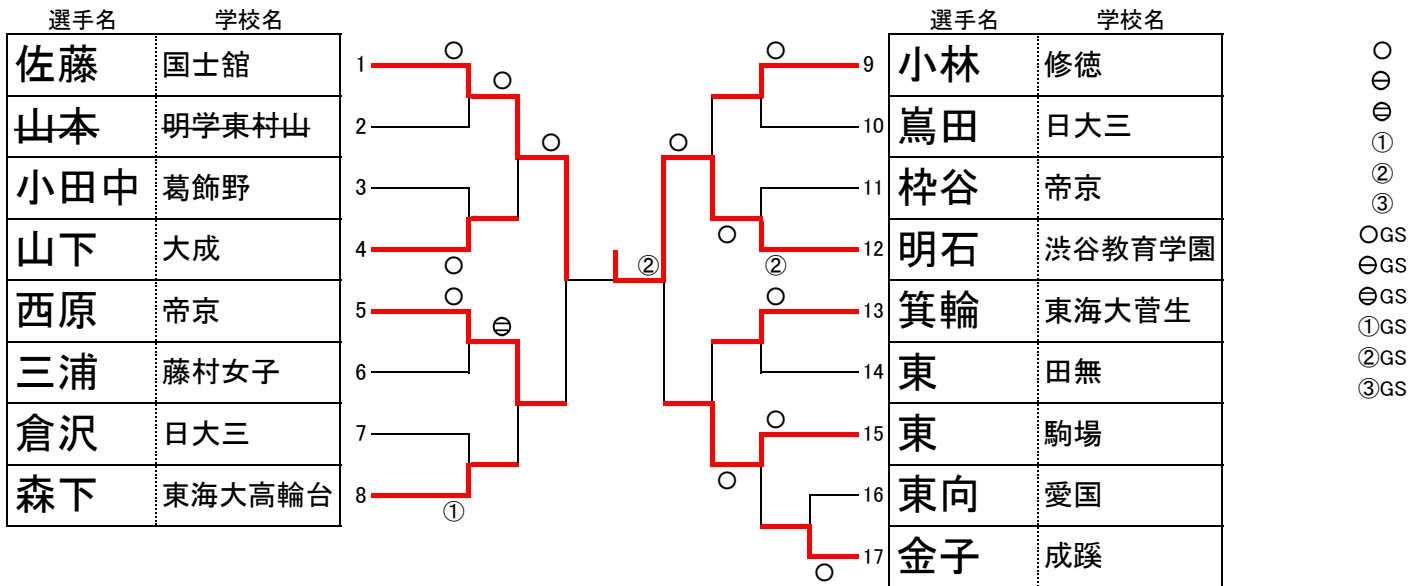 選手名 学校名
1 佐藤 国士舘
2 山本 明学東村山
3 小田中 葛飾野
4 山下 大成
5 西原 帝京
6 三浦 藤村女子
7 倉沢 日大三
8 森下 東海大高輪台
○
○
○
○
○
⊖
①
②
選手名 学校名
9 小林 修徳
10 嶌田 日大三
11 枠谷 帝京
12 明石 渋谷教育学園
13 箕輪 東海大菅生
14 東 田無
15 東 駒場
16 東向 愛国
17 金子 成蹊
○
○
○
②
○
○
○
○
○
⊖
⊖
①
②
③
○GS
⊖GS
⊖GS
①GS
②GS
③GS